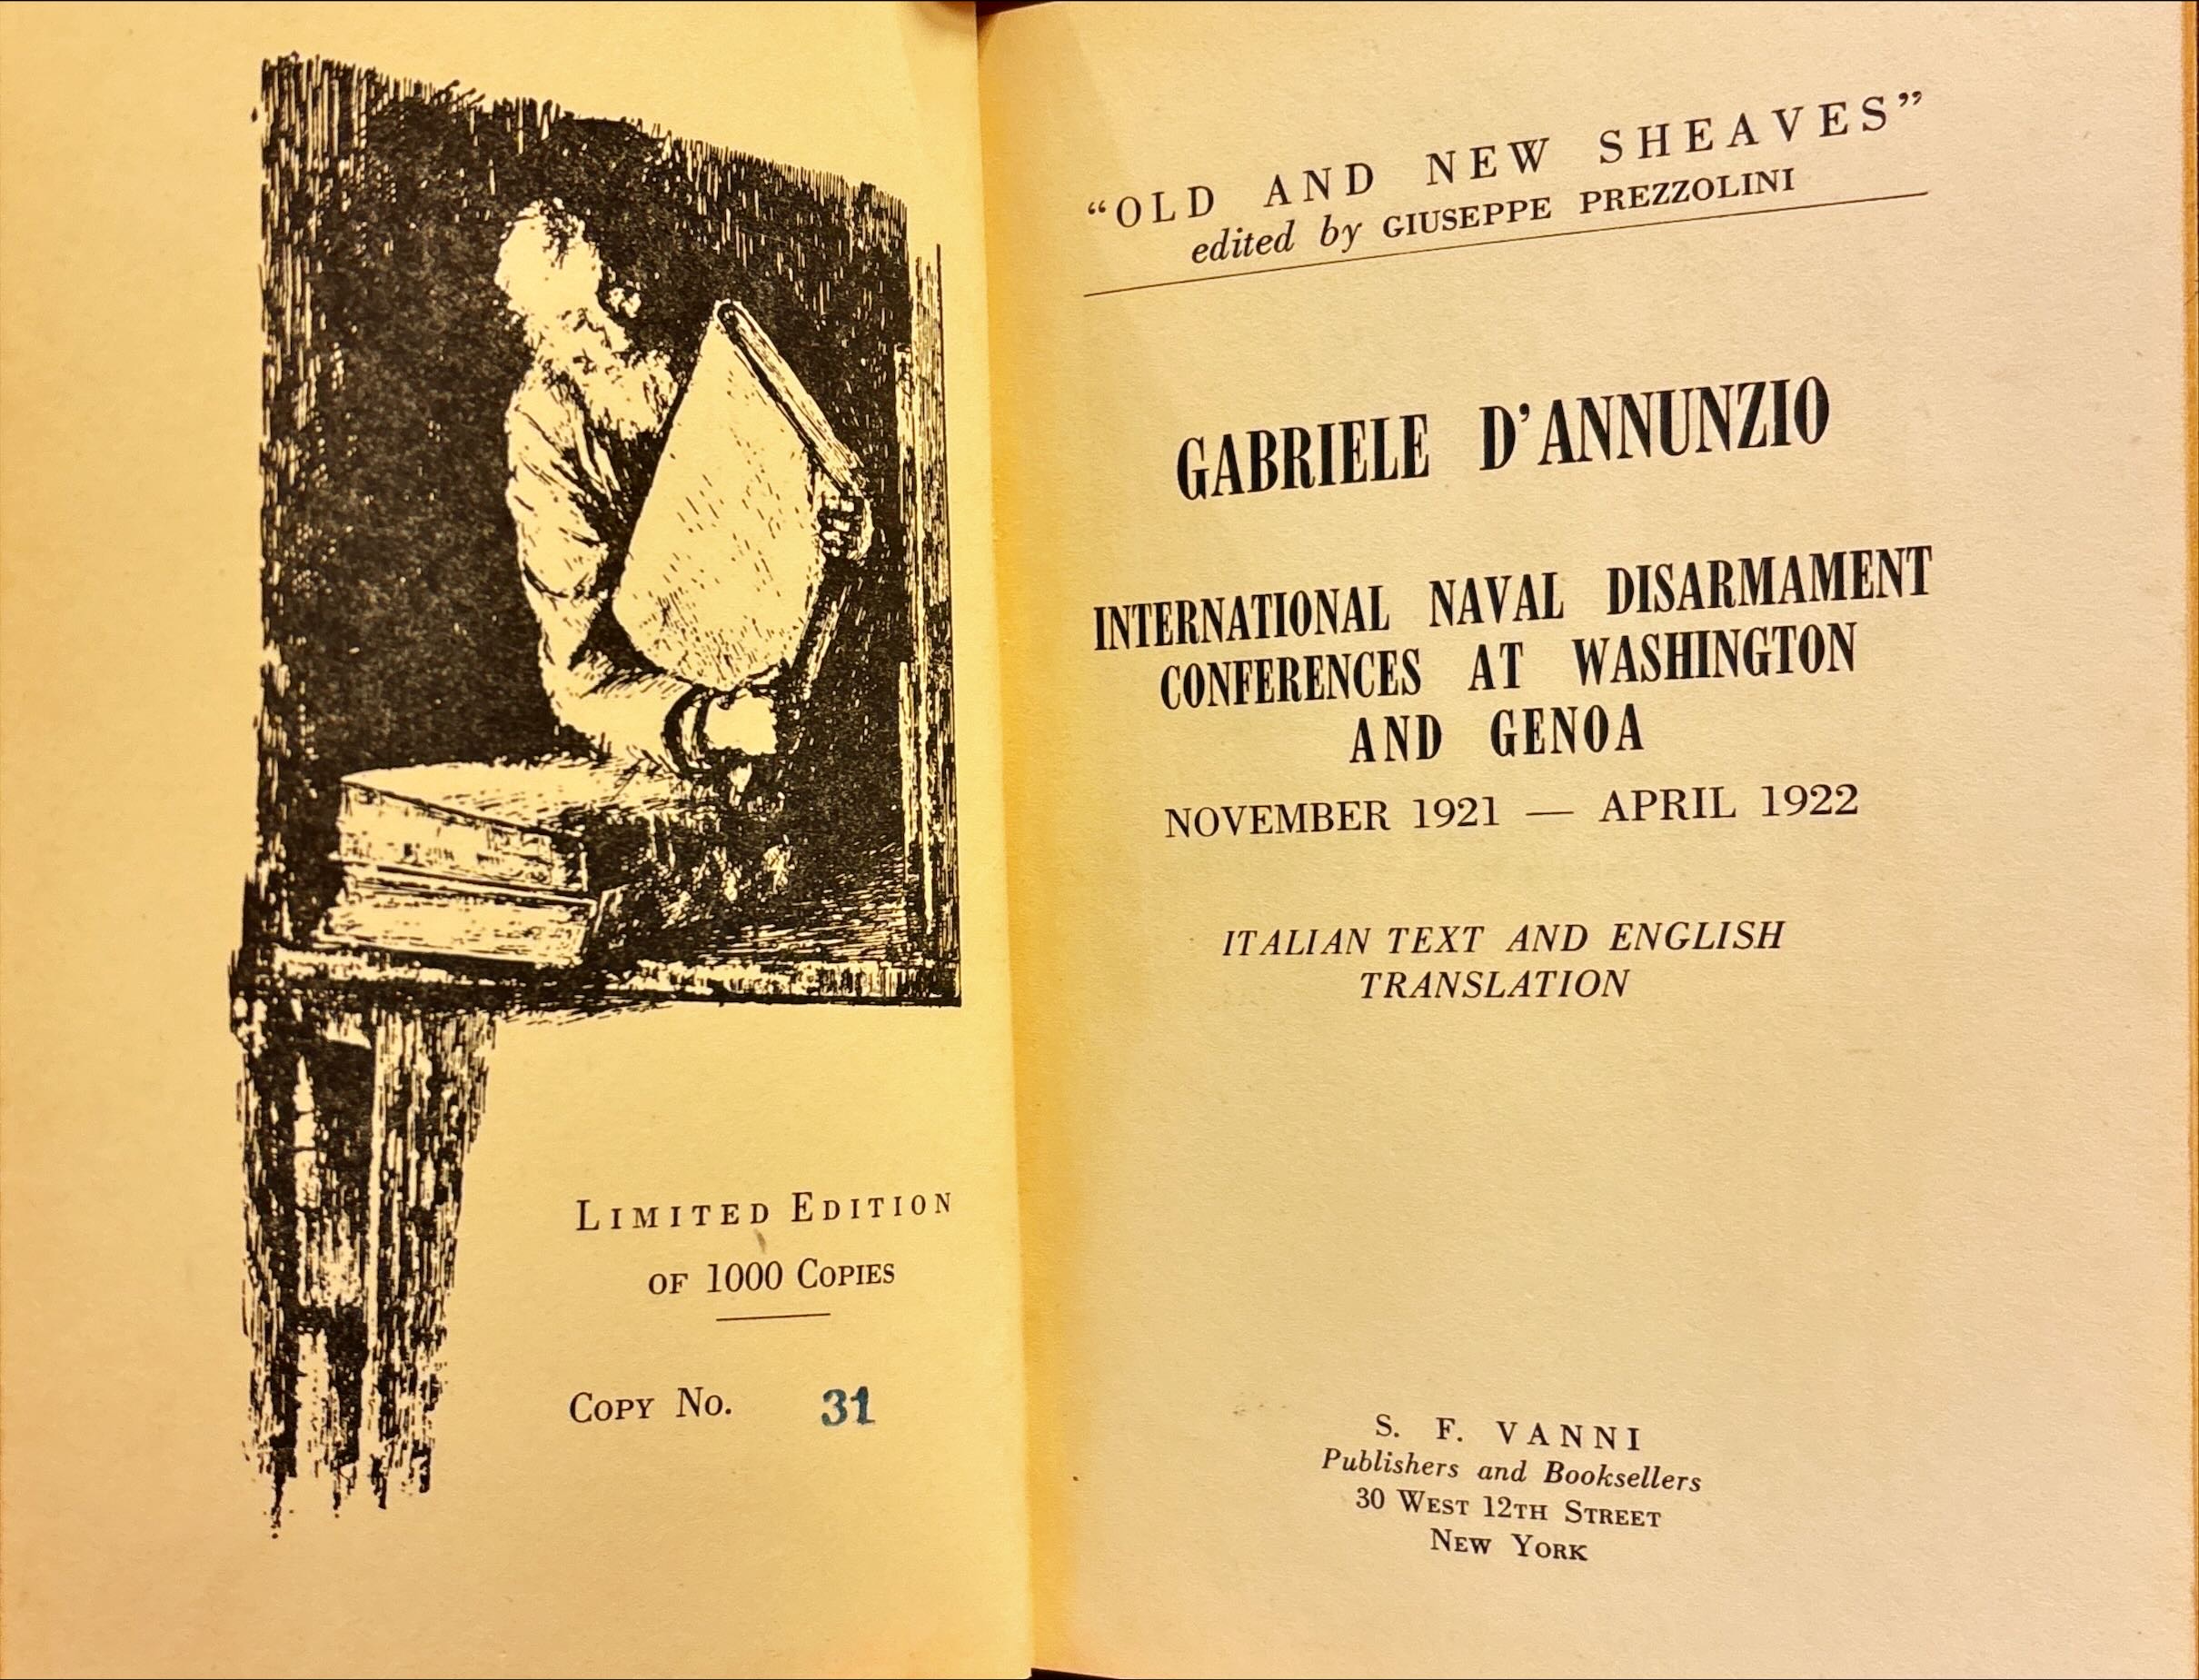 LIMITED EDITION
OF 1000 COPIES
COPY No. 31
“OLD AND NEW SHEAVES”
edited by GIUSEPPE PREZZOLINI
GABRIELE D’ANNUNZIO
INTERNATIONAL NAVAL DISARMAMENT
CONFERENCES AT WASHINGTON
AND GENOA
NOVEMBER 1921 — APRIL 1922
ITALIAN TEXT AND ENGLISH
TRANSLATION
S. F. VANNI
Publishers and Booksellers
30 WEST 12TH STREET
NEW YORK